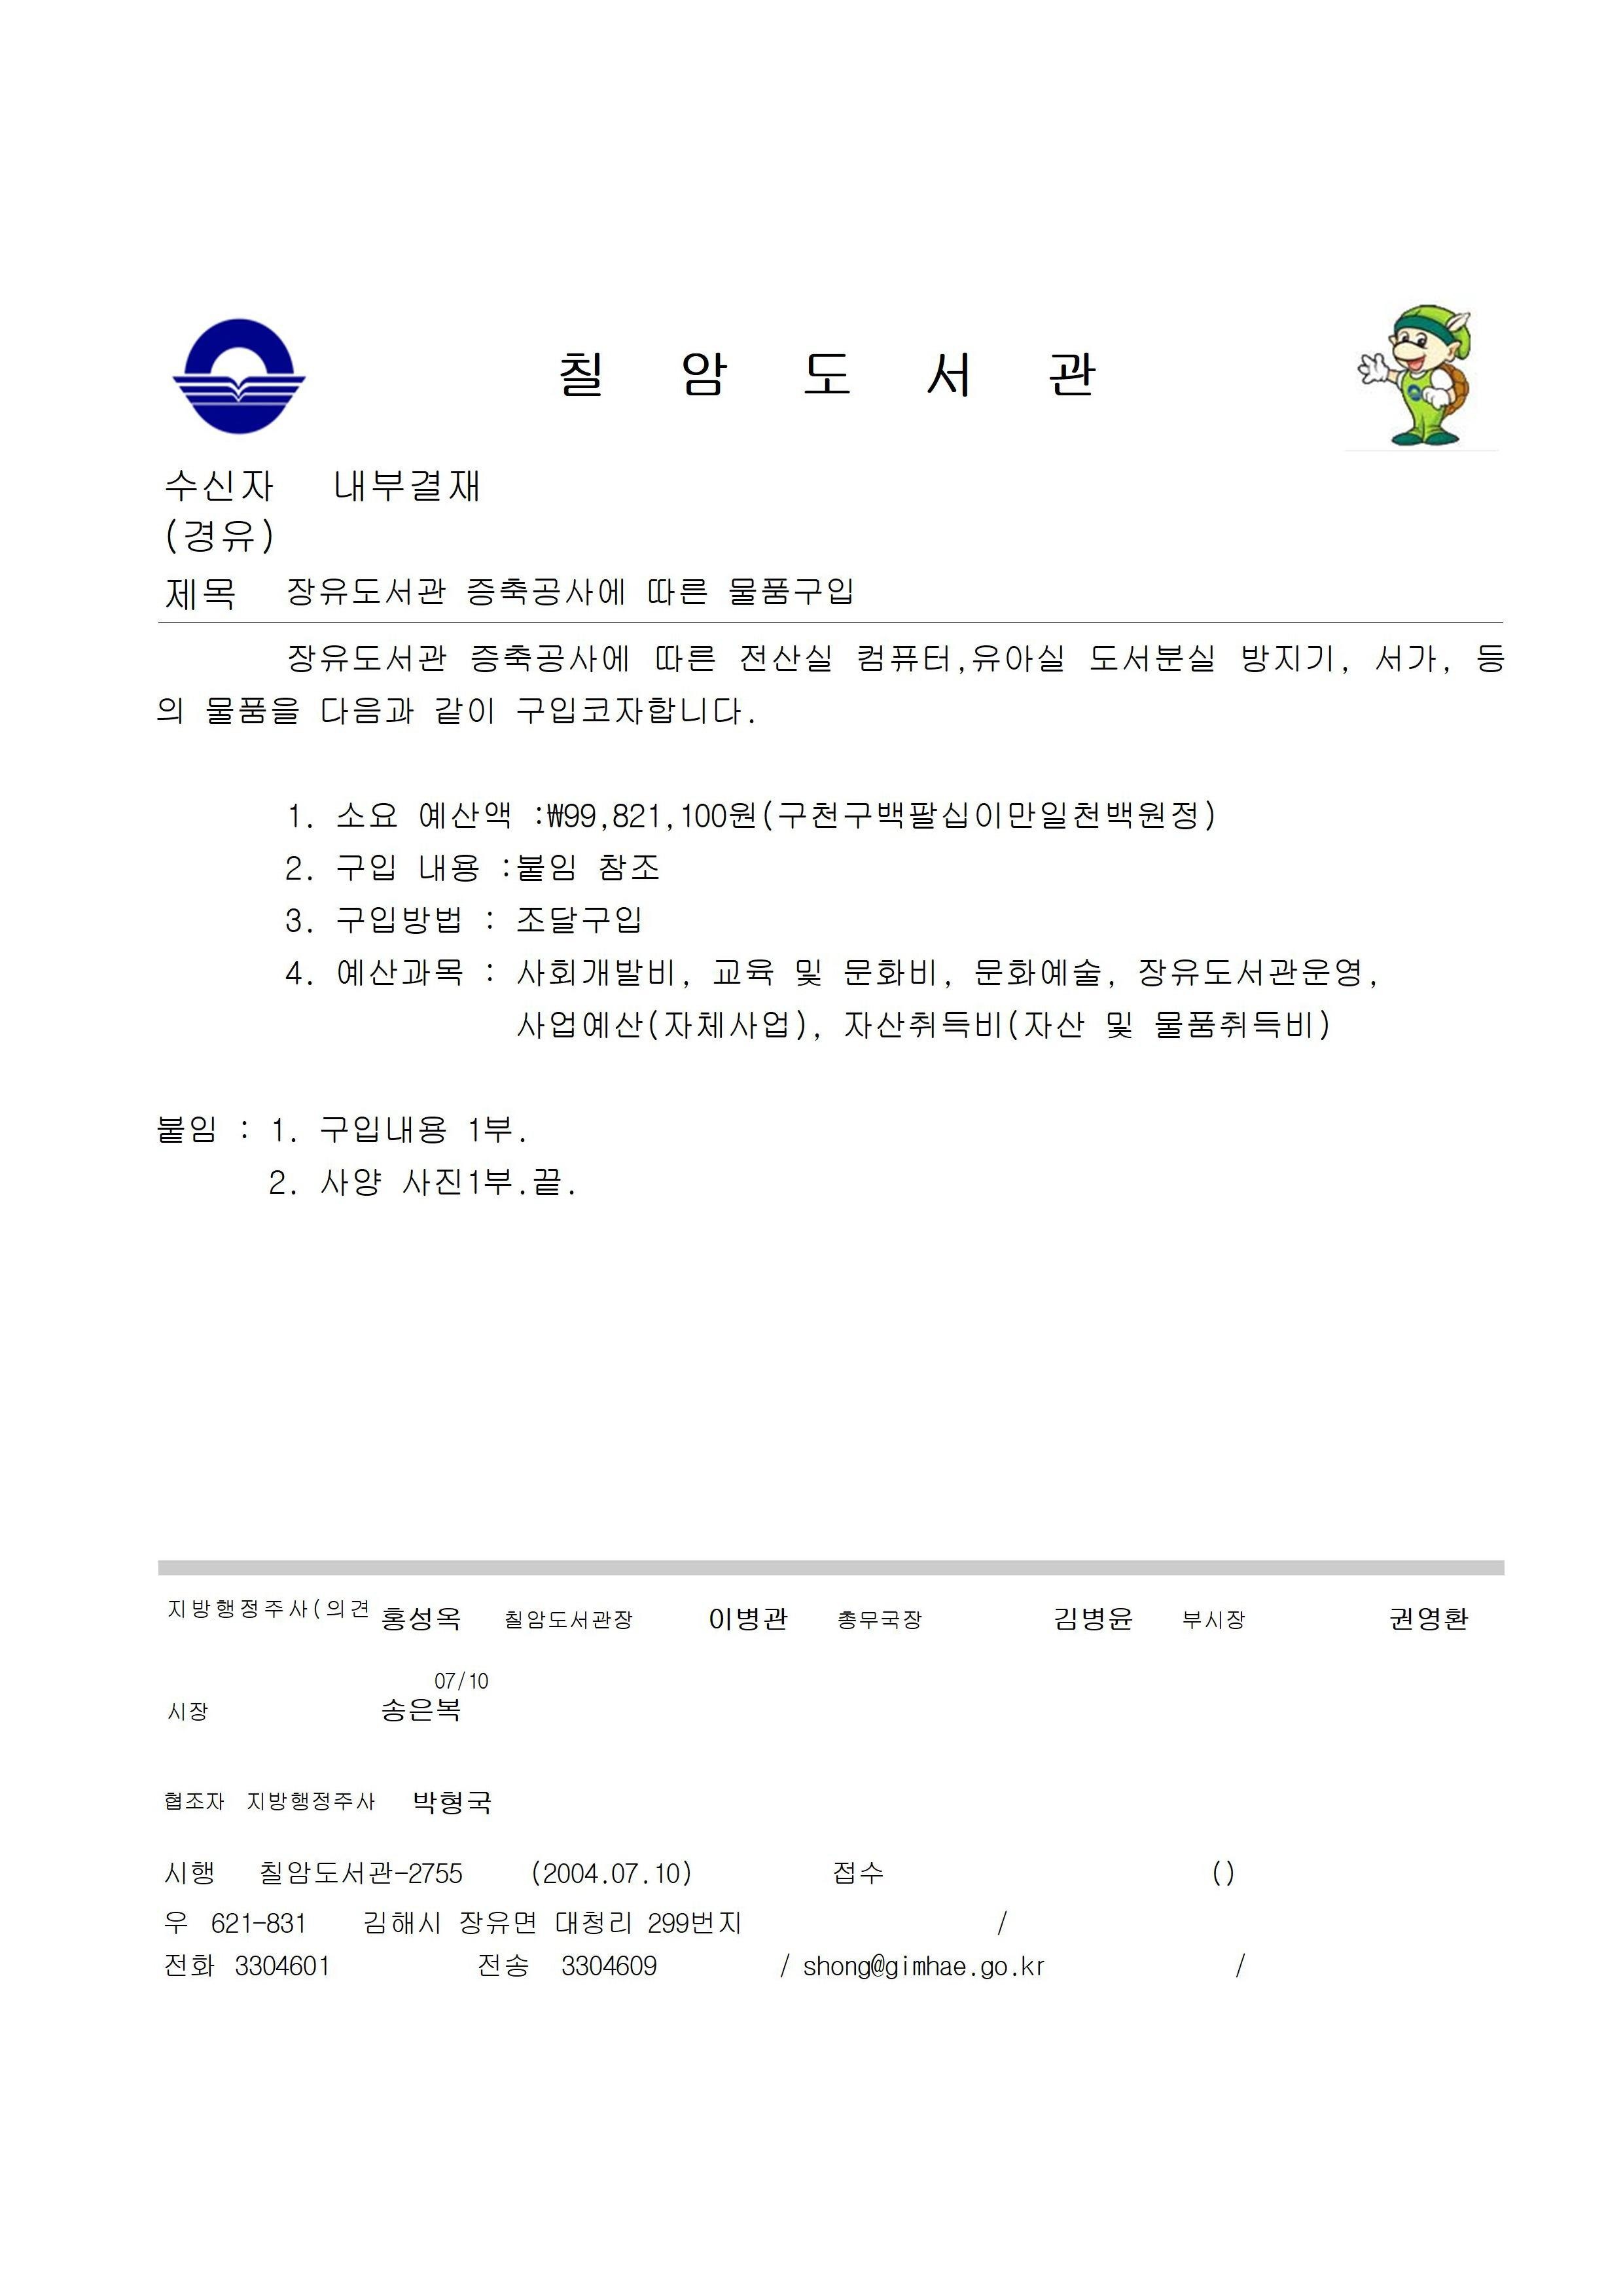 칠 암 도 서 관
수신자 내부결재
(경유)
제목 장유도서관 증축공사에 따른 물품구입
장유도서관 증축공사에 따른 전산실 컴퓨터,유아실 도서분실 방지기, 서가, 등
의 물품을 다음과 같이 구입코자합니다.
1. 소요 예산액 :₩99,821,100원(구천구백팔십이만일천백원정)
2. 구입 내용 :붙임 참조
3. 구입방법 : 조달구입
4. 예산과목 : 사회개발비, 교육 및 문화비, 문화예술, 장유도서관운영,
사업예산(자체사업), 자산취득비(자산 및 물품취득비)
붙임 : 1. 구입내용 1부.
2. 사양 사진1부.끝.
지방행정주사(의견 홍성옥 칠암도서관장 이병관 총무국장 김병윤 부시장 권영환
07/10
시장 송은복
협조자 지방행정주사 박형국
시행 칠암도서관-2755 (2004.07.10) 접수 ()
우 621-831 김해시 장유면 대청리 299번지 /
전화 3304601 전송 3304609 / shong@gimhae.go.kr /